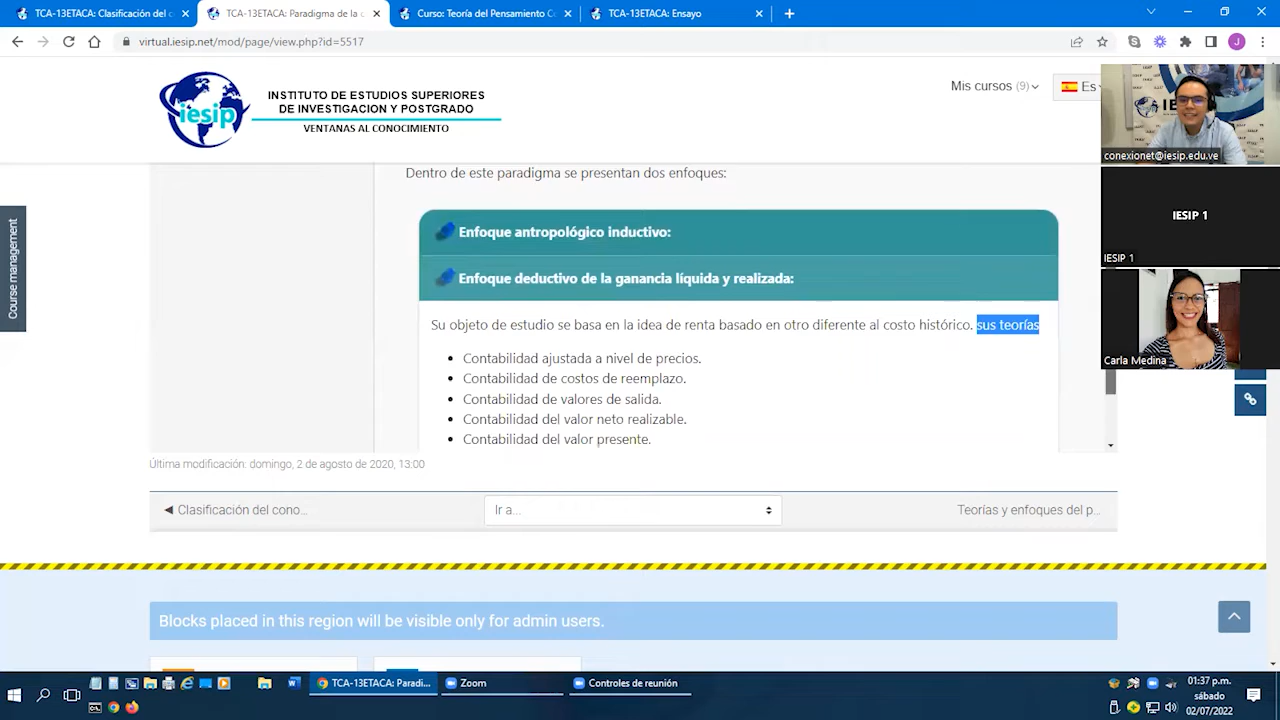 TCA-13ETACA: Clasificación del c
TCA-13ETACA: Paradigma de la c
Curso: Teoría del Pensamiento C
TCA-13ETACA: Ensayo
virtual.iesip.net/mod/page/view.php?id=5517
J
iesip
INSTITUTO DE ESTUDIOS SUPERIORES
DE INVESTIGACION Y POSTGRADO
VENTANAS AL CONOCIMIENTO
Mis cursos (9)
Es
conexionet@iesip.edu.ve
IESIP 1
IESIP 1
Carla Medina
Course management
Dentro de este paradigma se presentan dos enfoques:
Enfoque antropológico inductivo:
Enfoque deductivo de la ganancia líquida y realizada:
Su objeto de estudio se basa en la idea de renta basado en otro diferente al costo histórico. sus teorías
• Contabilidad ajustada a nivel de precios.
• Contabilidad de costos de reemplazo.
• Contabilidad de valores de salida.
• Contabilidad del valor neto realizable.
• Contabilidad del valor presente.
Última modificación: domingo, 2 de agosto de 2020, 13:00
◀ Clasificación del cono...
Ir a...
Teorías y enfoques del p...
Blocks placed in this region will be visible only for admin users.
TCA-13ETACA: Paradi...
Zoom
Controles de reunión
01:37 p.m.
sábado
02/07/2022